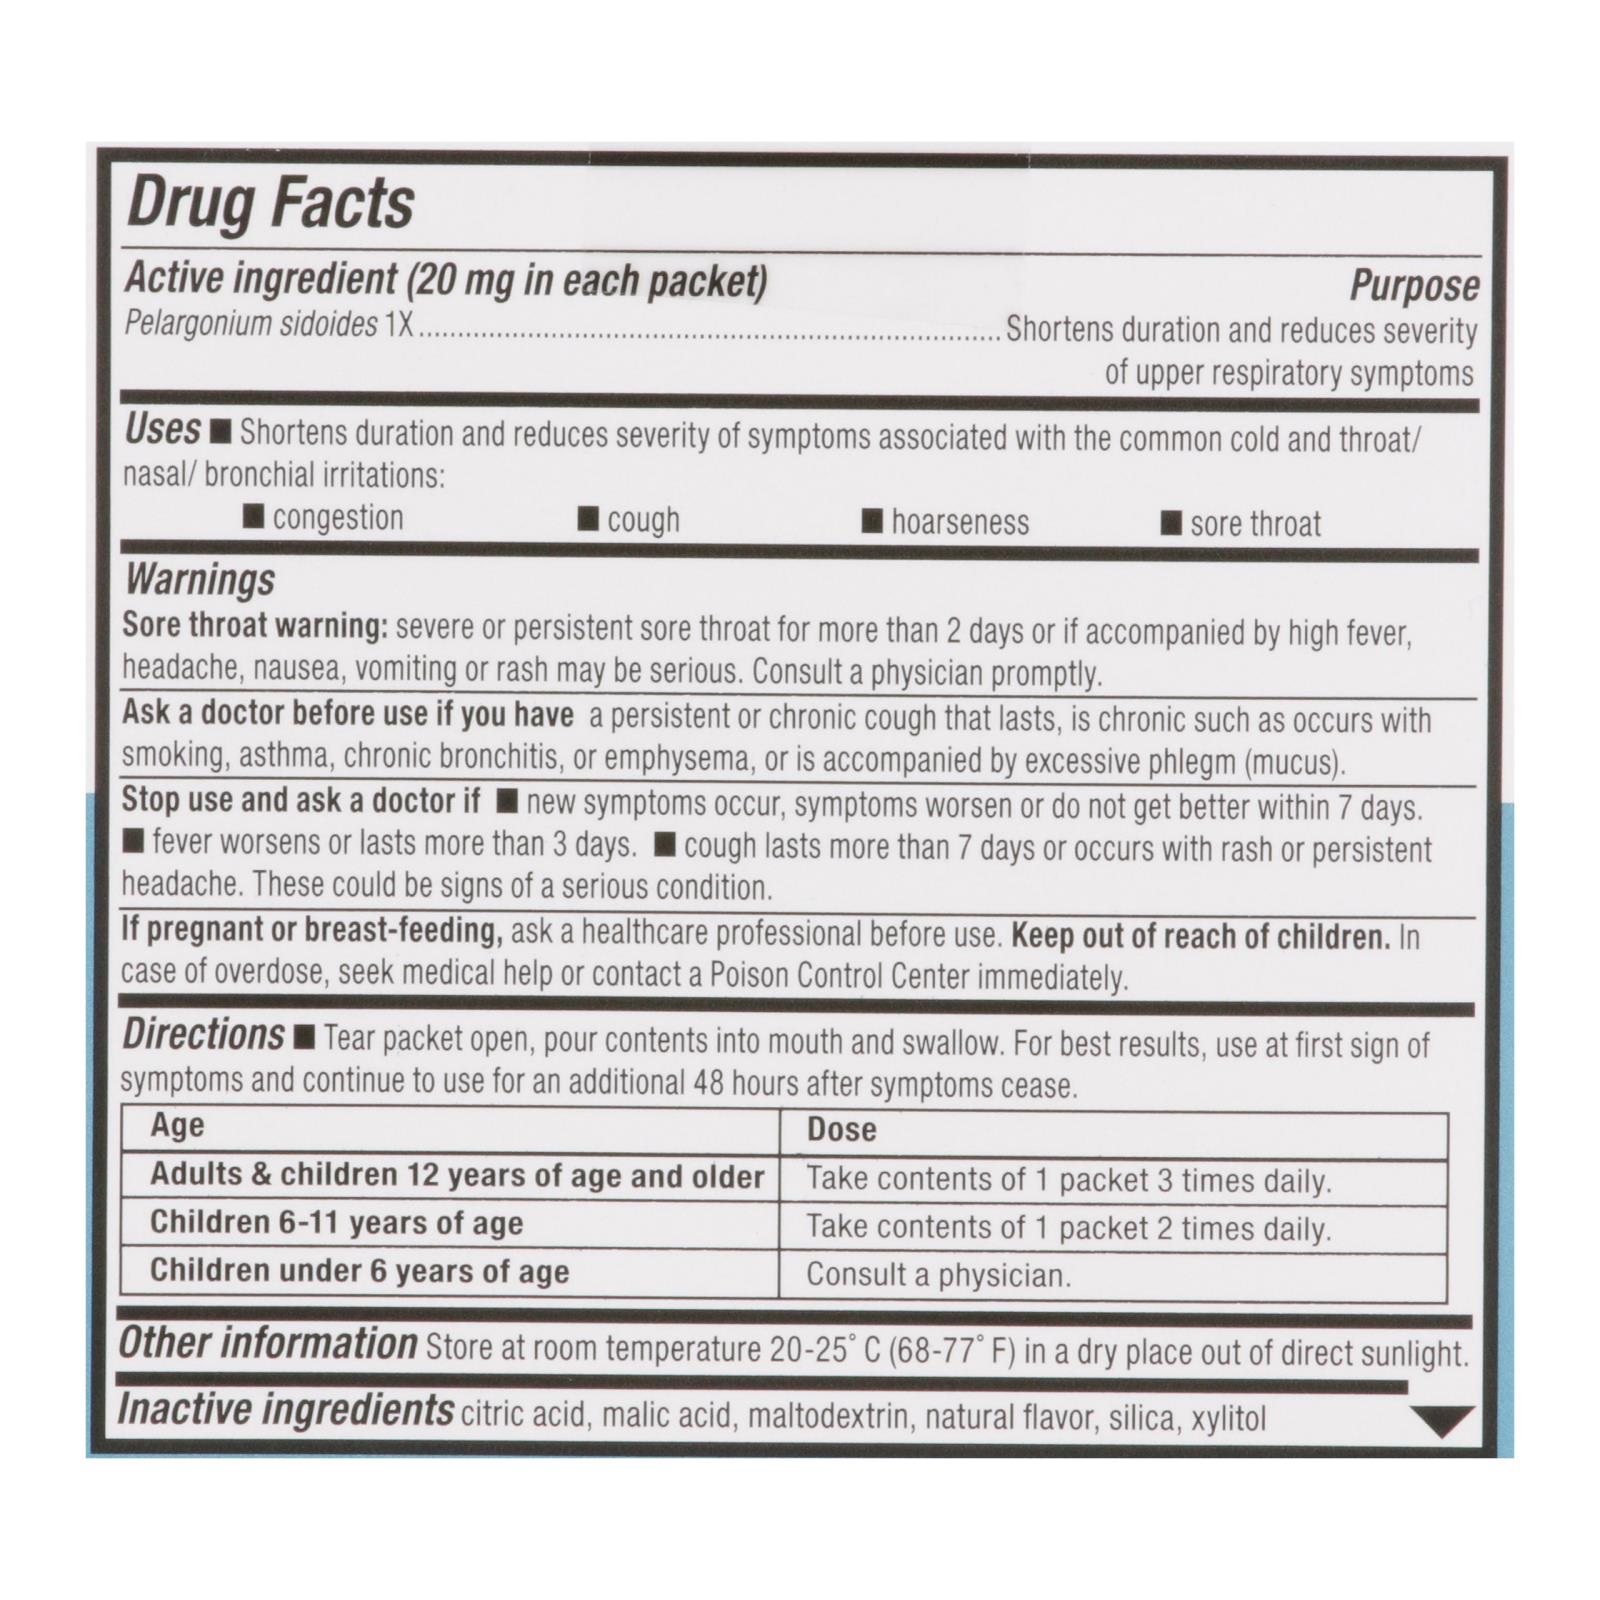 Drug Facts
Active ingredient (20 mg in each packet) Purpose
Pelargonium sidoides 1X.......................................................................... Shortens duration and reduces severity
of upper respiratory symptoms
Uses ■ Shortens duration and reduces severity of symptoms associated with the common cold and throat/
nasal/ bronchial irritations:
■ congestion ■ cough ■ hoarseness ■ sore throat
Warnings
Sore throat warning: severe or persistent sore throat for more than 2 days or if accompanied by high fever,
headache, nausea, vomiting or rash may be serious. Consult a physician promptly.
Ask a doctor before use if you have a persistent or chronic cough that lasts, is chronic such as occurs with
smoking, asthma, chronic bronchitis, or emphysema, or is accompanied by excessive phlegm (mucus).
Stop use and ask a doctor if ■ new symptoms occur, symptoms worsen or do not get better within 7 days.
■ fever worsens or lasts more than 3 days. ■ cough lasts more than 7 days or occurs with rash or persistent
headache. These could be signs of a serious condition.
If pregnant or breast-feeding, ask a healthcare professional before use. Keep out of reach of children. In
case of overdose, seek medical help or contact a Poison Control Center immediately.
Directions ■ Tear packet open, pour contents into mouth and swallow. For best results, use at first sign of
symptoms and continue to use for an additional 48 hours after symptoms cease.
Age Dose
Adults & children 12 years of age and older Take contents of 1 packet 3 times daily.
Children 6-11 years of age Take contents of 1 packet 2 times daily.
Children under 6 years of age Consult a physician.
Other information Store at room temperature 20-25° C (68-77° F) in a dry place out of direct sunlight.
Inactive ingredients citric acid, malic acid, maltodextrin, natural flavor, silica, xylitol